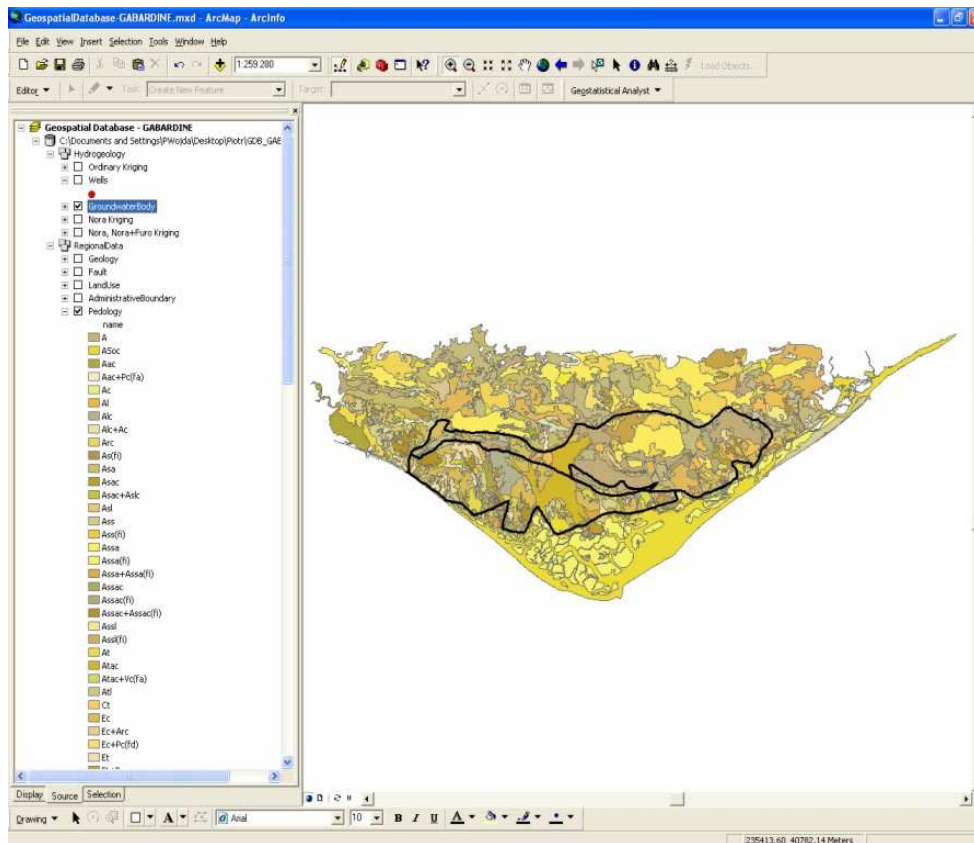 GeospatialDatabase-GABARDINE.mxd - ArcMap - ArcInfo
File Edit View Insert Selection Tools Window Help
1:259 280
Load Objects...
Editor Task: Create New Feature Target: Geostatistical Analyst
Geospatial Database - GABARDINE
C:\Documents and Settings\PWojda\Desktop\Piotr\GDB_GAE
Hydrogeology
Ordinary Kriging
Wells
GroundwaterBody
Nora Kriging
Nora, Nora+Furo Kriging
RegionalData
Geology
Fault
LandUse
AdministrativeBoundary
Pedology
name
A
ASoc
Aac
Aac+Pc(fa)
Ac
Al
Alc
Alc+Ac
Arc
As(fi)
Asa
Asac
Asac+Aslc
Asl
Ass
Ass(fi)
Assa
Assa(fi)
Assa+Assa(fi)
Assac
Assac(fi)
Assac+Assac(fi)
Assl
Assl(fi)
At
Atac
Atac+Vc(fa)
Atl
Ct
Ec
Ec+Arc
Ec+Pc(fd)
Et
Display Source Selection
Drawing A Arial 10 B I U A
235413.60 40782.14 Meters